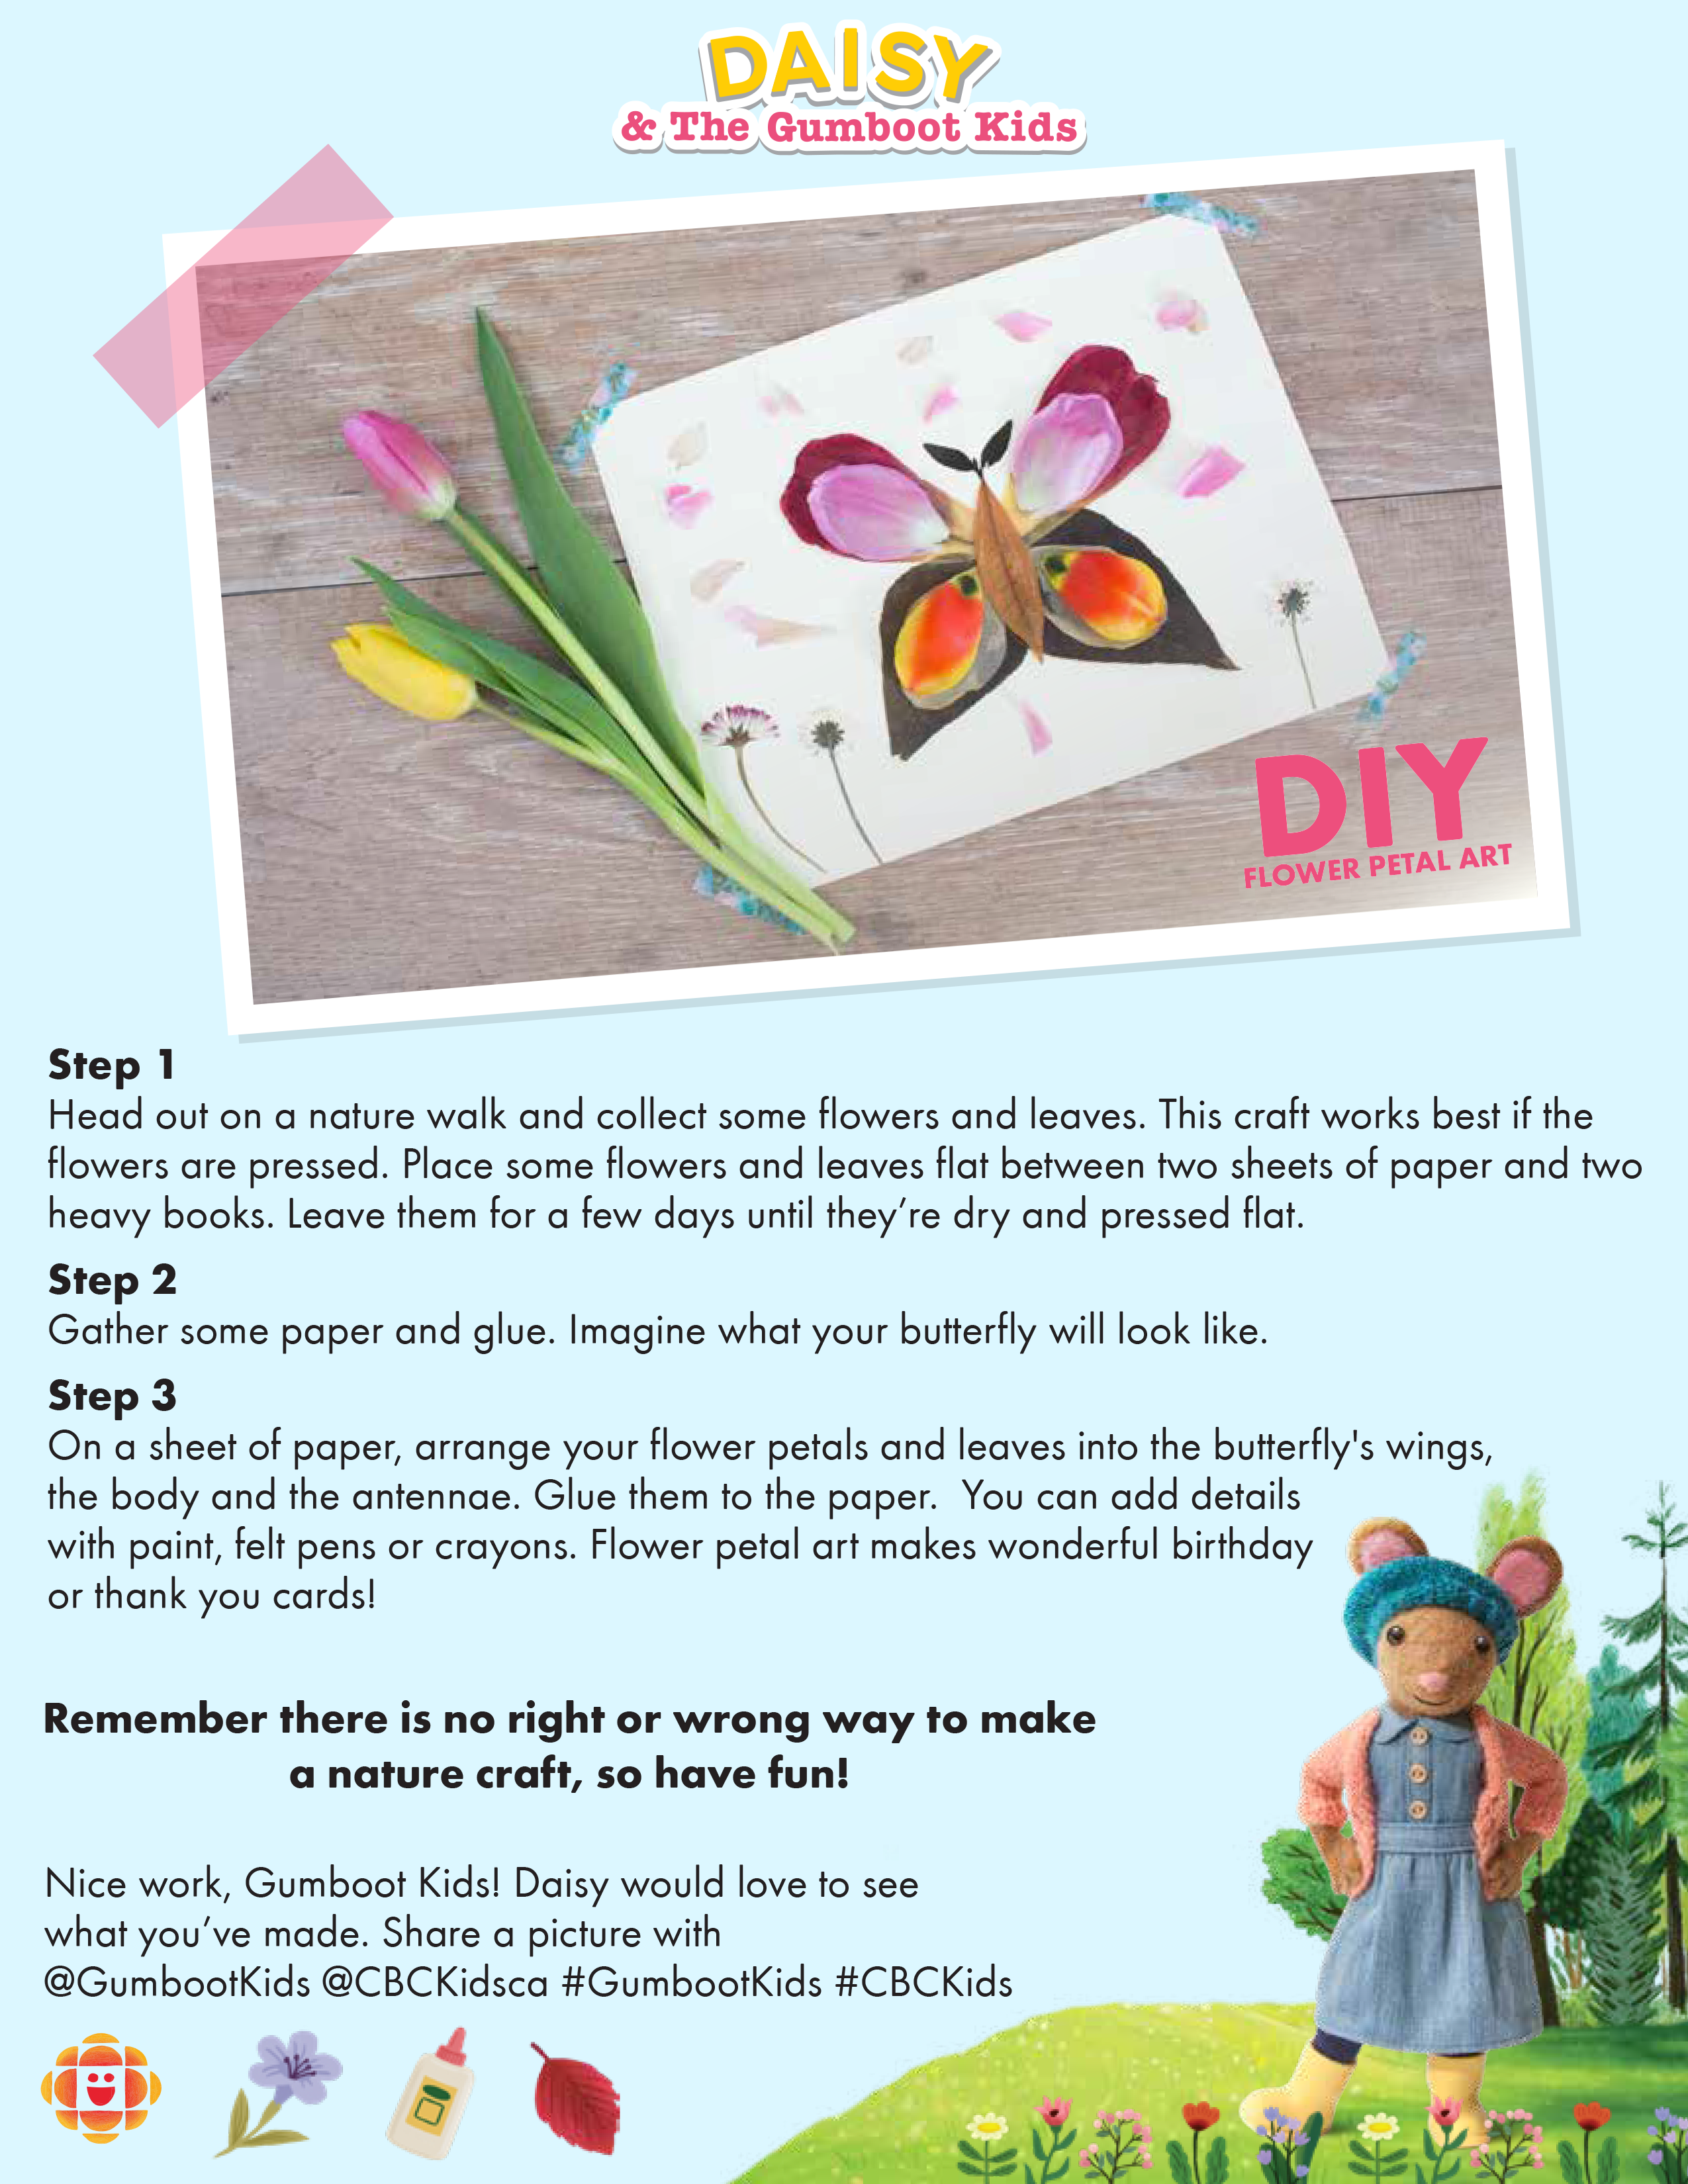 DAISY
& The Gumboot Kids
DIY
FLOWER PETAL ART
Step 1
Head out on a nature walk and collect some flowers and leaves. This craft works best if the
flowers are pressed. Place some flowers and leaves flat between two sheets of paper and two
heavy books. Leave them for a few days until they’re dry and pressed flat.
Step 2
Gather some paper and glue. Imagine what your butterfly will look like.
Step 3
On a sheet of paper, arrange your flower petals and leaves into the butterfly's wings,
the body and the antennae. Glue them to the paper.  You can add details
with paint, felt pens or crayons. Flower petal art makes wonderful birthday
or thank you cards!
Remember there is no right or wrong way to make
a nature craft, so have fun!
Nice work, Gumboot Kids! Daisy would love to see
what you’ve made. Share a picture with
@GumbootKids @CBCKidsca #GumbootKids #CBCKids